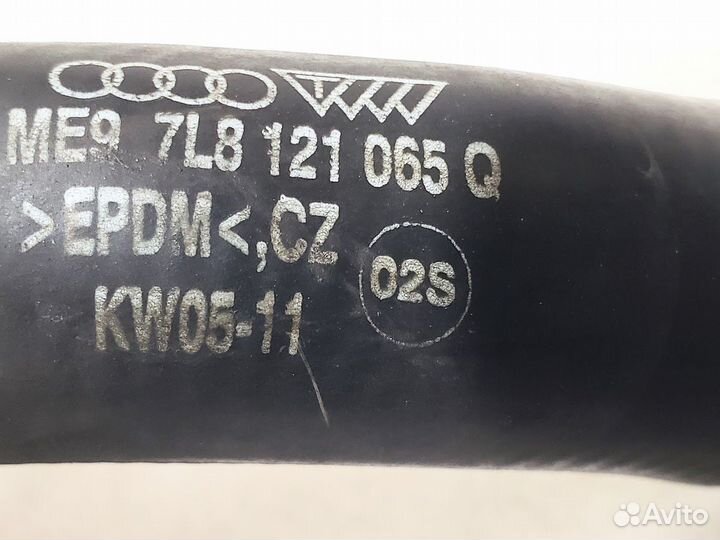 ME9 7L8 121 065 Q
>EPDM<,CZ
02S
KW05-11
Avito